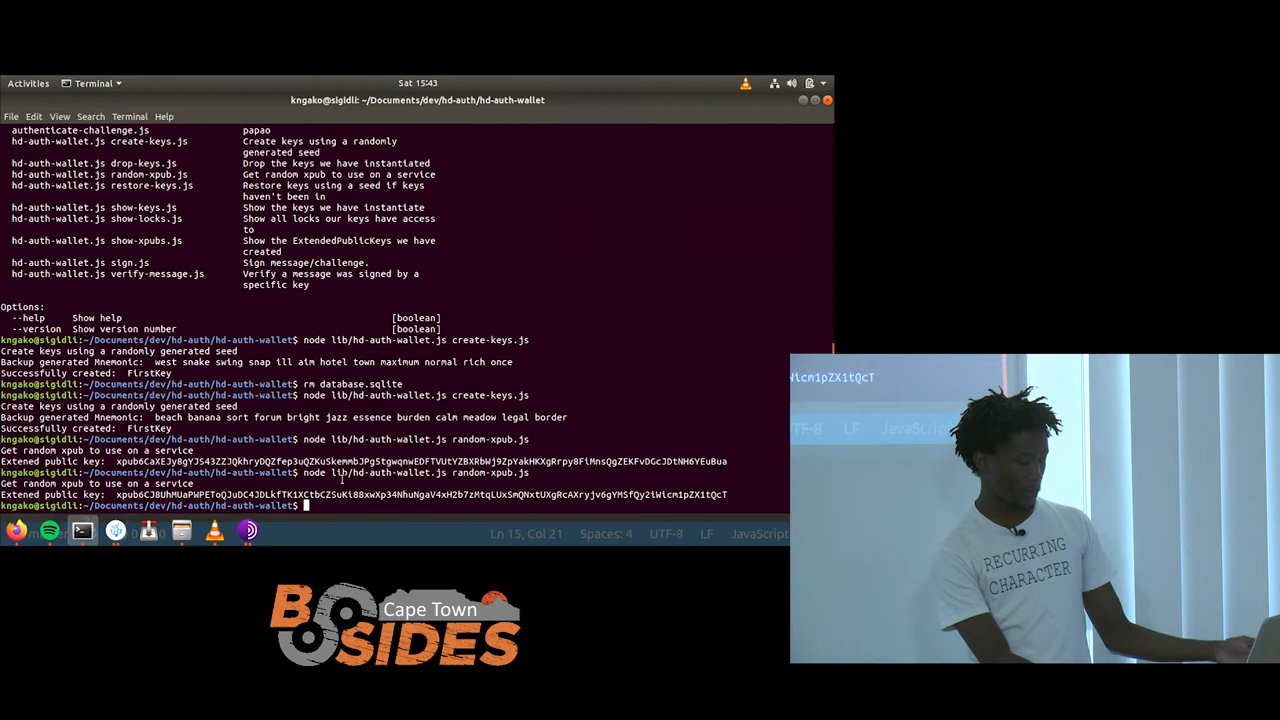 Activities
Terminal
Sat 15:43
kngako@sigidli: ~/Documents/dev/hd-auth/hd-auth-wallet
File Edit View Search Terminal Help
authenticate-challenge.js papao
hd-auth-wallet.js create-keys.js Create keys using a randomly
generated seed
hd-auth-wallet.js drop-keys.js Drop the keys we have instantiated
hd-auth-wallet.js random-xpub.js Get random xpub to use on a service
hd-auth-wallet.js restore-keys.js Restore keys using a seed if keys
haven't been in
hd-auth-wallet.js show-keys.js Show the keys we have instantiate
hd-auth-wallet.js show-locks.js Show all locks our keys have access
to
hd-auth-wallet.js show-xpubs.js Show the ExtendedPublicKeys we have
created
hd-auth-wallet.js sign.js Sign message/challenge.
hd-auth-wallet.js verify-message.js Verify a message was signed by a
specific key
Options:
--help Show help [boolean]
--version Show version number [boolean]
kngako@sigidli:~/Documents/dev/hd-auth/hd-auth-wallet$ node lib/hd-auth-wallet.js create-keys.js
Create keys using a randomly generated seed
Backup generated Mnemonic: west snake swing snap ill aim hotel town maximum normal rich once
Successfully created: FirstKey
kngako@sigidli:~/Documents/dev/hd-auth/hd-auth-wallet$ rm database.sqlite
kngako@sigidli:~/Documents/dev/hd-auth/hd-auth-wallet$ node lib/hd-auth-wallet.js create-keys.js
Create keys using a randomly generated seed
Backup generated Mnemonic: beach banana sort forum bright jazz essence burden calm meadow legal border
Successfully created: FirstKey
kngako@sigidli:~/Documents/dev/hd-auth/hd-auth-wallet$ node lib/hd-auth-wallet.js random-xpub.js
Get random xpub to use on a service
Extened public key: xpub6CaXEJy8gYJS43ZZJQkhryDQZfep3uQZKuSkemmbJPg5tgwqnwEDFTVUtYZBXRbWj9ZpYakHKXgRrpy8FiMnsQgZEKFvDGcJDtNH6YEuBua
kngako@sigidli:~/Documents/dev/hd-auth/hd-auth-wallet$ node lib/hd-auth-wallet.js random-xpub.js
Get random xpub to use on a service
Extened public key: xpub6CJ8UhMUaPWPEToQJuDC4JDLkfTK1XCtbCZSuKi88xwXp34NhuNgaV4xH2b7zMtqLUxSmQNxtUXgRcAXryjv6gYMSfQy2iWicm1pZX1tQcT
kngako@sigidli:~/Documents/dev/hd-auth/hd-auth-wallet$
Ln 15, Col 21 Spaces: 4 UTF-8 LF JavaScript
Wicm1pZX1tQcT
UTF-8 LF JavaScript
RECURRING
CHARACTER
BSIDES
Cape Town